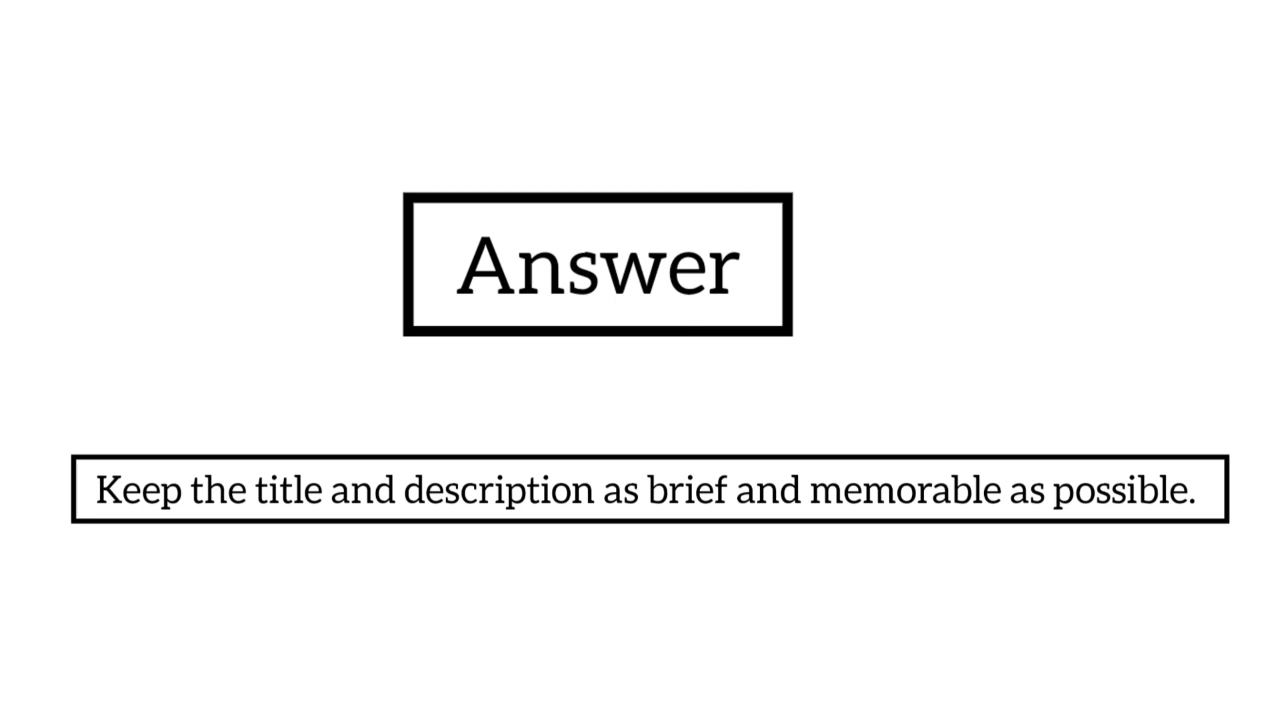 Answer
Keep the title and description as brief and memorable as possible.